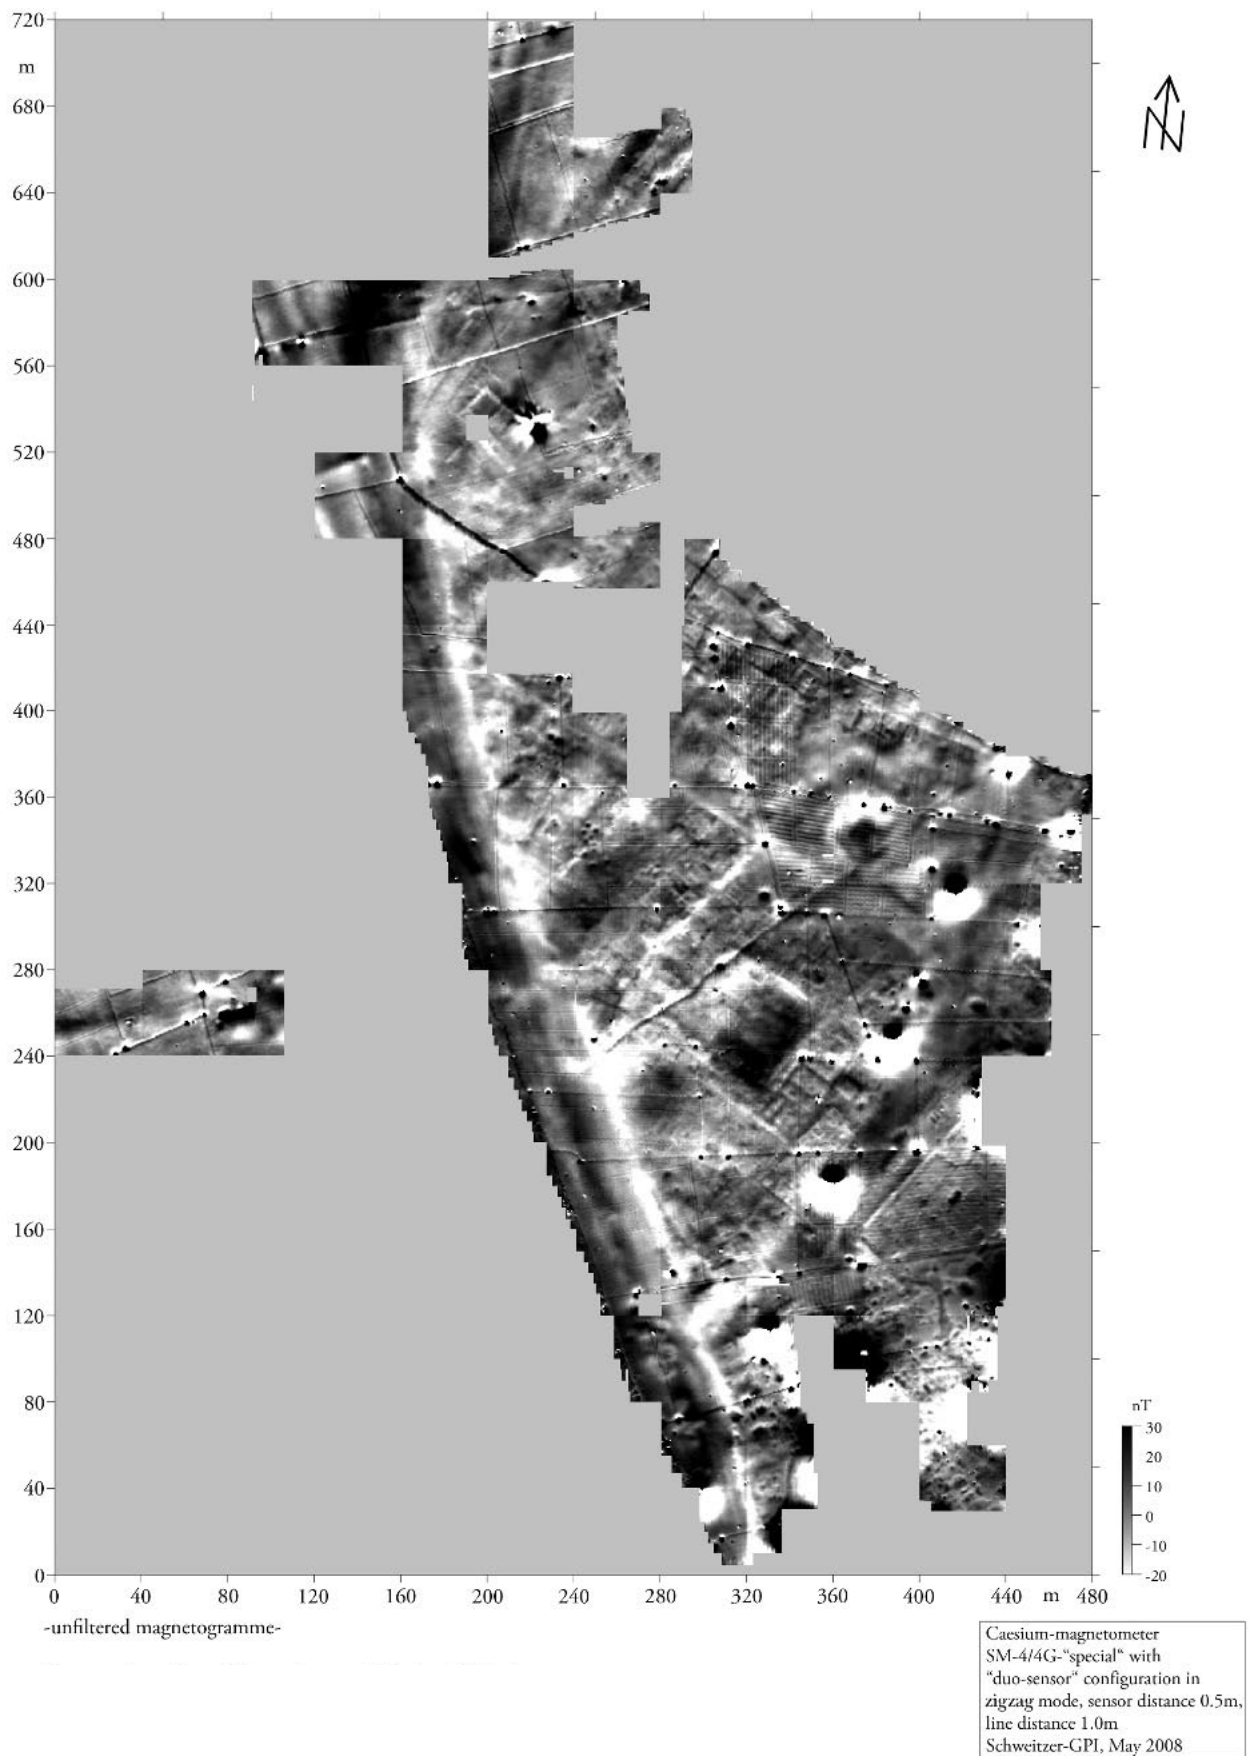 720
m
680
640
600
560
520
480
440
400
360
320
280
240
200
160
120
80
40
0
N
nT
30
20
10
0
-10
-20
0 40 80 120 160 200 240 280 320 360 400 440 m 480
-unfiltered magnetogramme-
Caesium-magnetometer
SM-4/4G-"special" with
"duo-sensor" configuration in
zigzag mode, sensor distance 0.5m,
line distance 1.0m
Schweitzer-GPI, May 2008